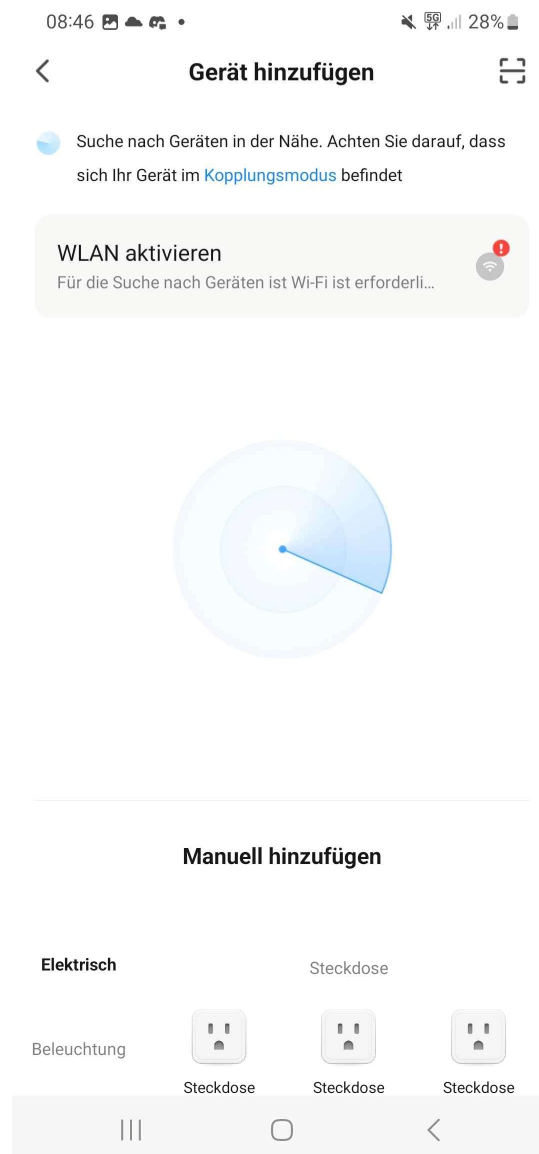 08:46
5G
28%
Gerät hinzufügen
Suche nach Geräten in der Nähe. Achten Sie darauf, dass
sich Ihr Gerät im Kopplungsmodus befindet
WLAN aktivieren
Für die Suche nach Geräten ist Wi-Fi ist erforderli...
Manuell hinzufügen
Elektrisch
Steckdose
Beleuchtung
Steckdose
Steckdose
Steckdose